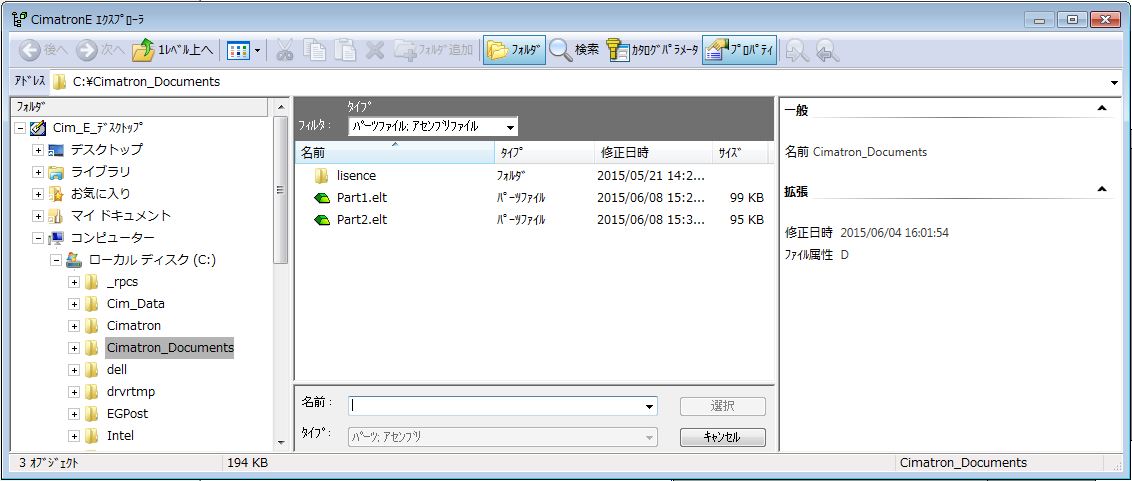 CimatronE ｴｸｽﾌﾟﾛｰﾗ
後へ 次へ 1ﾚﾍﾞﾙ上へ ﾌｫﾙﾀﾞ追加 ﾌｫﾙﾀﾞ 検索 ｶﾀﾛｸﾞﾊﾟﾗﾒｰﾀ ﾌﾟﾛﾊﾟﾃｨ
ｱﾄﾞﾚｽ C:¥Cimatron_Documents
ﾌｫﾙﾀﾞ
Cim_E_ﾃﾞｽｸﾄｯﾌﾟ
デスクトップ
ライブラリ
お気に入り
マイ ドキュメント
コンピューター
ローカル ディスク (C:)
_rpcs
Cim_Data
Cimatron
Cimatron_Documents
dell
drvrtmp
EGPost
Intel
ﾀｲﾌﾟ
ﾌｨﾙﾀ： ﾊﾟｰﾂﾌｧｲﾙ; ｱｾﾝﾌﾞﾘﾌｧｲﾙ
名前 ﾀｲﾌﾟ 修正日時 ｻｲｽﾞ
lisence ﾌｫﾙﾀﾞ 2015/05/21 14:2...
Part1.elt ﾊﾟｰﾂﾌｧｲﾙ 2015/06/08 15:2... 99 KB
Part2.elt ﾊﾟｰﾂﾌｧｲﾙ 2015/06/08 15:3... 95 KB
名前： 選択
ﾀｲﾌﾟ： ﾊﾟｰﾂ; ｱｾﾝﾌﾞﾘ ｷｬﾝｾﾙ
一般
名前 Cimatron_Documents
拡張
修正日時 2015/06/04 16:01:54
ﾌｧｲﾙ属性 D
3 ｵﾌﾞｼﾞｪｸﾄ 194 KB Cimatron_Documents